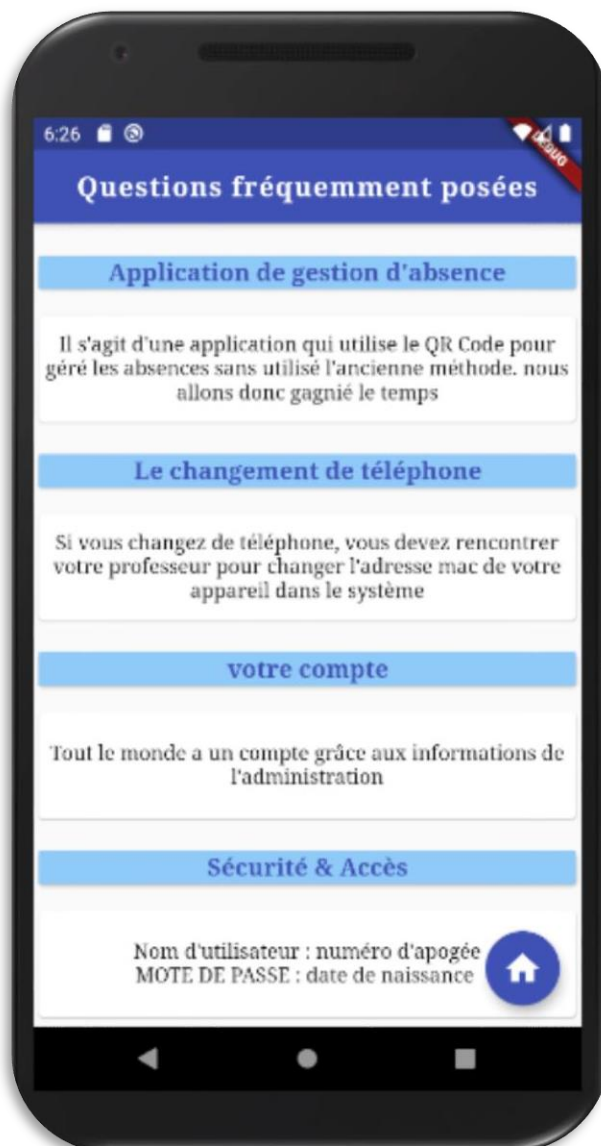 6:26
DEBUG
Questions fréquemment posées
Application de gestion d'absence
Il s'agit d'une application qui utilise le QR Code pour
géré les absences sans utilisé l'ancienne méthode. nous
allons donc gagnié le temps
Le changement de téléphone
Si vous changez de téléphone, vous devez rencontrer
votre professeur pour changer l'adresse mac de votre
appareil dans le système
votre compte
Tout le monde a un compte grâce aux informations de
l'administration
Sécurité & Accès
Nom d'utilisateur : numéro d'apogée
MOTE DE PASSE : date de naissance